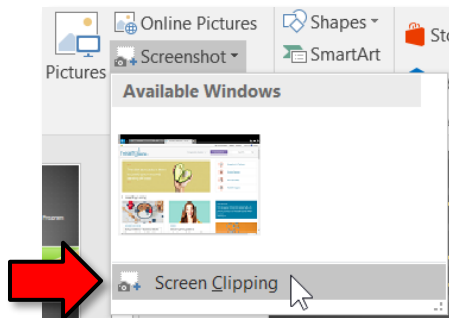 Online Pictures
Shapes
Sto
Screenshot
SmartArt
Pictures
Available Windows
Screen Clipping